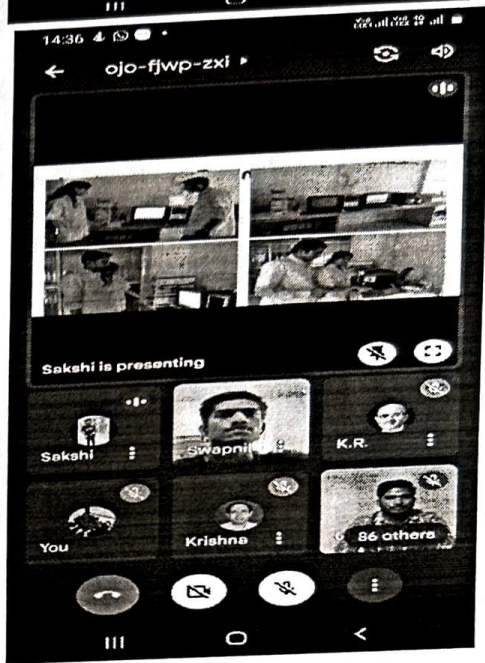 14:36
ojo-fjwp-zxi
Sakshi is presenting
Sakshi
Swapnil
K.R.
You
Krishna
86 others